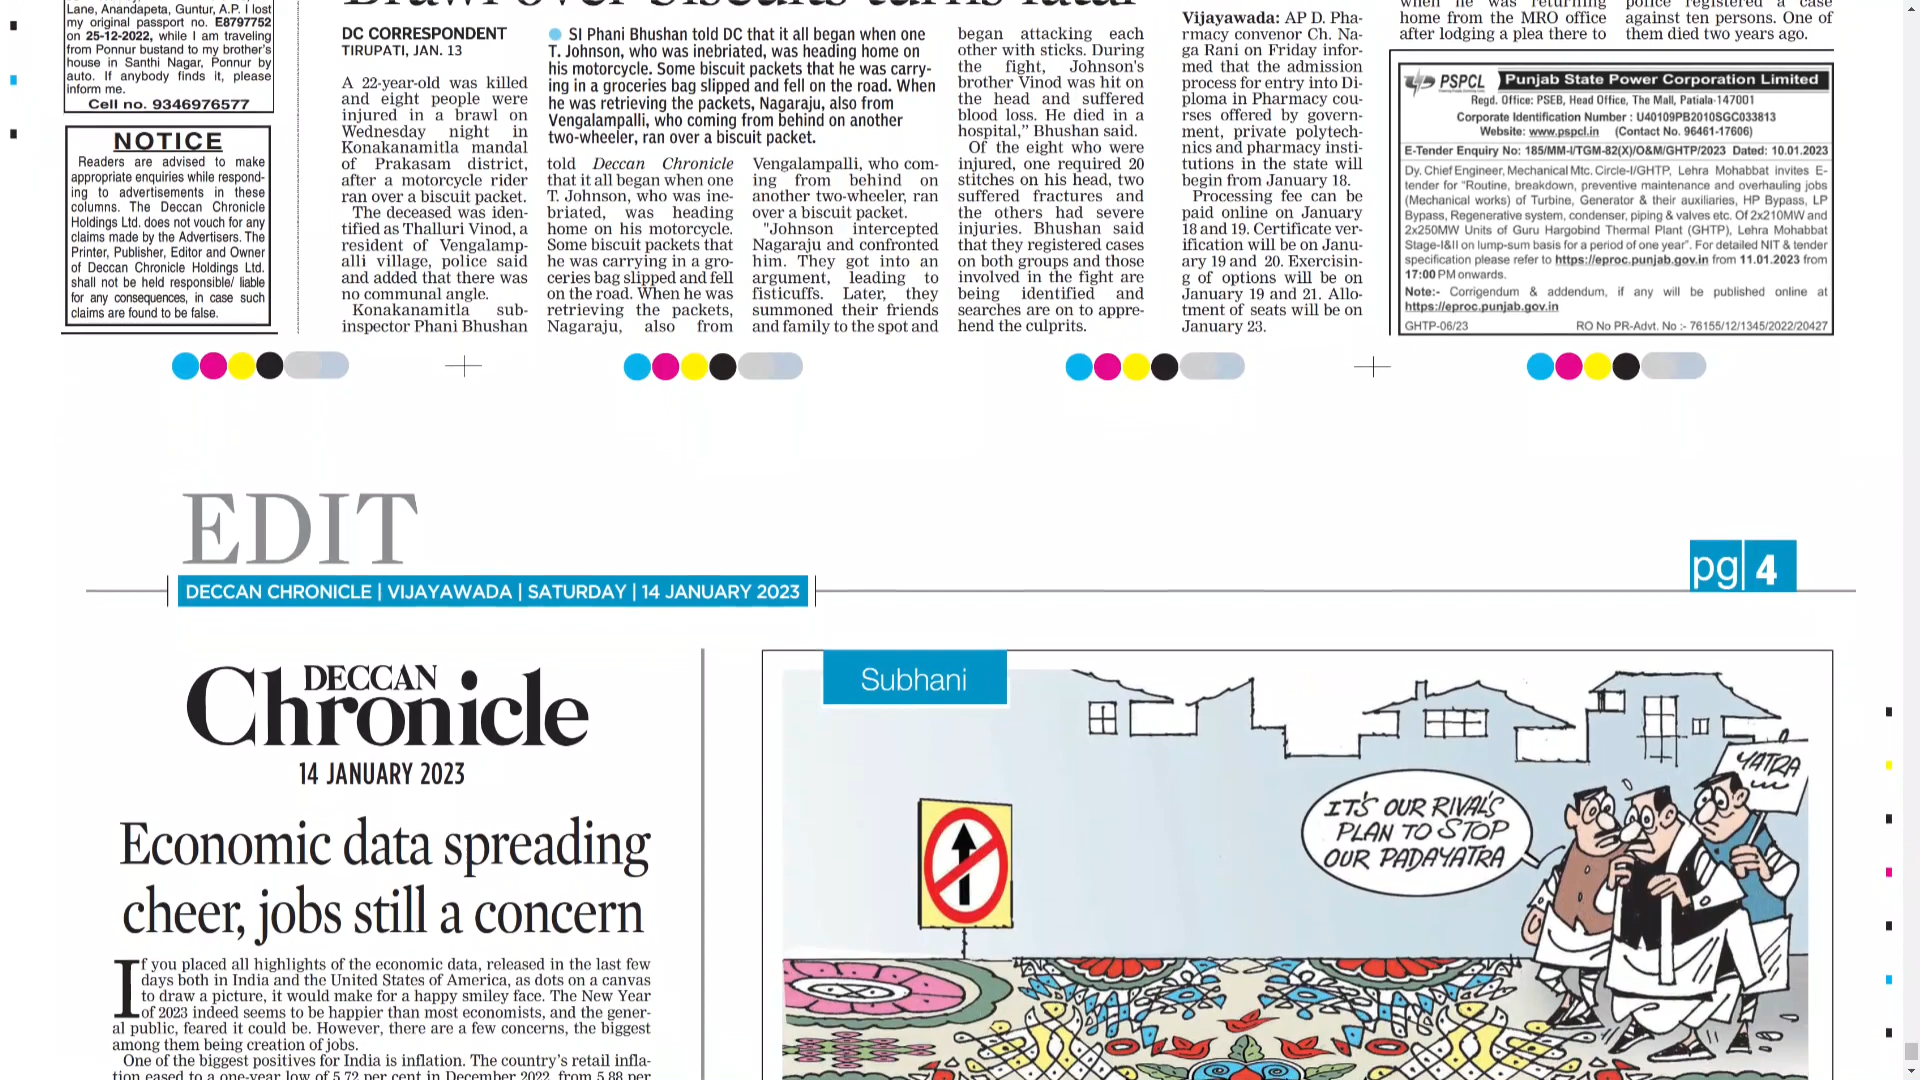 Lane, Anandapeta, Guntur, A.P. I lost
my original passport no. E8797752
on 25-12-2022, while I am traveling
from Ponnur bustand to my brother's
house in Santhi Nagar, Ponnur by
auto. If anybody finds it, please
inform me.
Cell no. 9346976577
NOTICE
Readers are advised to make
appropriate enquiries while respond-
ing to advertisements in these
columns. The Deccan Chronicle
Holdings Ltd. does not vouch for any
claims made by the Advertisers. The
Printer, Publisher, Editor and Owner
of Deccan Chronicle Holdings Ltd.
shall not be held responsible/ liable
for any consequences, in case such
claims are found to be false.
Brawl over biscuits turns fatal
DC CORRESPONDENT
TIRUPATI, JAN. 13
A 22-year-old was killed
and eight people were
injured in a brawl on
Wednesday night in
Konakanamitla mandal
of Prakasam district,
after a motorcycle rider
ran over a biscuit packet.
The deceased was iden-
tified as Thalluri Vinod, a
resident of Vengalamp-
alli village, police said
and added that there was
no communal angle.
Konakanamitla sub-
inspector Phani Bhushan
SI Phani Bhushan told DC that it all began when one
T. Johnson, who was inebriated, was heading home on
his motorcycle. Some biscuit packets that he was carry-
ing in a groceries bag slipped and fell on the road. When
he was retrieving the packets, Nagaraju, also from
Vengalampalli, who coming from behind on another
two-wheeler, ran over a biscuit packet.
told Deccan Chronicle
that it all began when one
T. Johnson, who was ine-
briated, was heading
home on his motorcycle.
Some biscuit packets that
he was carrying in a gro-
ceries bag slipped and fell
on the road. When he was
retrieving the packets,
Nagaraju, also from
Vengalampalli, who com-
ing from behind on
another two-wheeler, ran
over a biscuit packet.
"Johnson intercepted
Nagaraju and confronted
him. They got into an
argument, leading to
fisticuffs. Later, they
summoned their friends
and family to the spot and
began attacking each
other with sticks. During
the fight, Johnson's
brother Vinod was hit on
the head and suffered
blood loss. He died in a
hospital,” Bhushan said.
Of the eight who were
injured, one required 20
stitches on his head, two
suffered fractures and
the others had severe
injuries. Bhushan said
that they registered cases
on both groups and those
involved in the fight are
being identified and
searches are on to appre-
hend the culprits.
Vijayawada: AP D. Pha-
rmacy convenor Ch. Na-
ga Rani on Friday infor-
med that the admission
process for entry into Di-
ploma in Pharmacy cou-
rses offered by govern-
ment, private polytech-
nics and pharmacy insti-
tutions in the state will
begin from January 18.
Processing fee can be
paid online on January
18 and 19. Certificate ver-
ification will be on Janu-
ary 19 and 20. Exercisin-
g of options will be on
January 19 and 21. Allo-
tment of seats will be on
January 23.
when he was returning
home from the MRO office
after lodging a plea there to
police registered a case
against ten persons. One of
them died two years ago.
PSPCL
Punjab State Power Corporation Limited
Regd. Office: PSEB, Head Office, The Mall, Patiala-147001
Corporate Identification Number : U40109PB2010SGC033813
Website: www.pspcl.in (Contact No. 96461-17606)
E-Tender Enquiry No: 185/MM-I/TGM-82(X)/O&M/GHTP/2023 Dated: 10.01.2023
Dy. Chief Engineer, Mechanical Mtc. Circle-I/GHTP, Lehra Mohabbat invites E-
tender for "Routine, breakdown, preventive maintenance and overhauling jobs
(Mechanical works) of Turbine, Generator & their auxiliaries, HP Bypass, LP
Bypass, Regenerative system, condenser, piping & valves etc. Of 2x210MW and
2x250MW Units of Guru Hargobind Thermal Plant (GHTP), Lehra Mohabbat
Stage-I&II on lump-sum basis for a period of one year". For detailed NIT & tender
specification please refer to https://eproc.punjab.gov.in from 11.01.2023 from
17:00 PM onwards.
Note:- Corrigendum & addendum, if any will be published online at
https://eproc.punjab.gov.in
GHTP-06/23 RO No PR-Advt. No :- 76155/12/1345/2022/20427
EDIT
DECCAN CHRONICLE | VIJAYAWADA | SATURDAY | 14 JANUARY 2023
pg 4
DECCAN
Chronicle
14 JANUARY 2023
Economic data spreading
cheer, jobs still a concern
If you placed all highlights of the economic data, released in the last few
days both in India and the United States of America, as dots on a canvas
to draw a picture, it would make for a happy smiley face. The New Year
of 2023 indeed seems to be happier than most economists, and the gener-
al public, feared it could be. However, there are a few concerns, the biggest
among them being creation of jobs.
One of the biggest positives for India is inflation. The country's retail infla-
tion eased to a one-year low of 5.72 per cent in December 2022, from 5.88 per
Subhani
IT'S OUR RIVAL'S
PLAN TO STOP
OUR PADAYATRA
YATRA